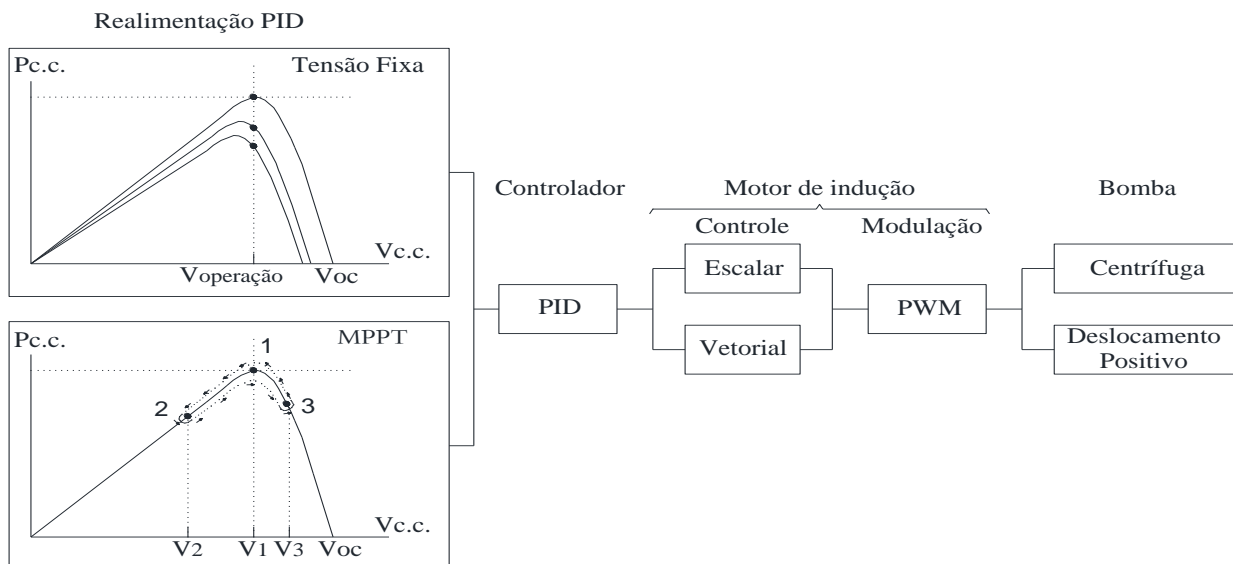 Realimentação PID
Pc.c.
Tensão Fixa
Vc.c.
Voperação
Voc
Pc.c.
MPPT
1
2
3
Vc.c.
V2
V1
V3
Voc
Controlador
PID
Motor de indução
Controle
Modulação
Escalar
Vetorial
PWM
Bomba
Centrífuga
Deslocamento
Positivo